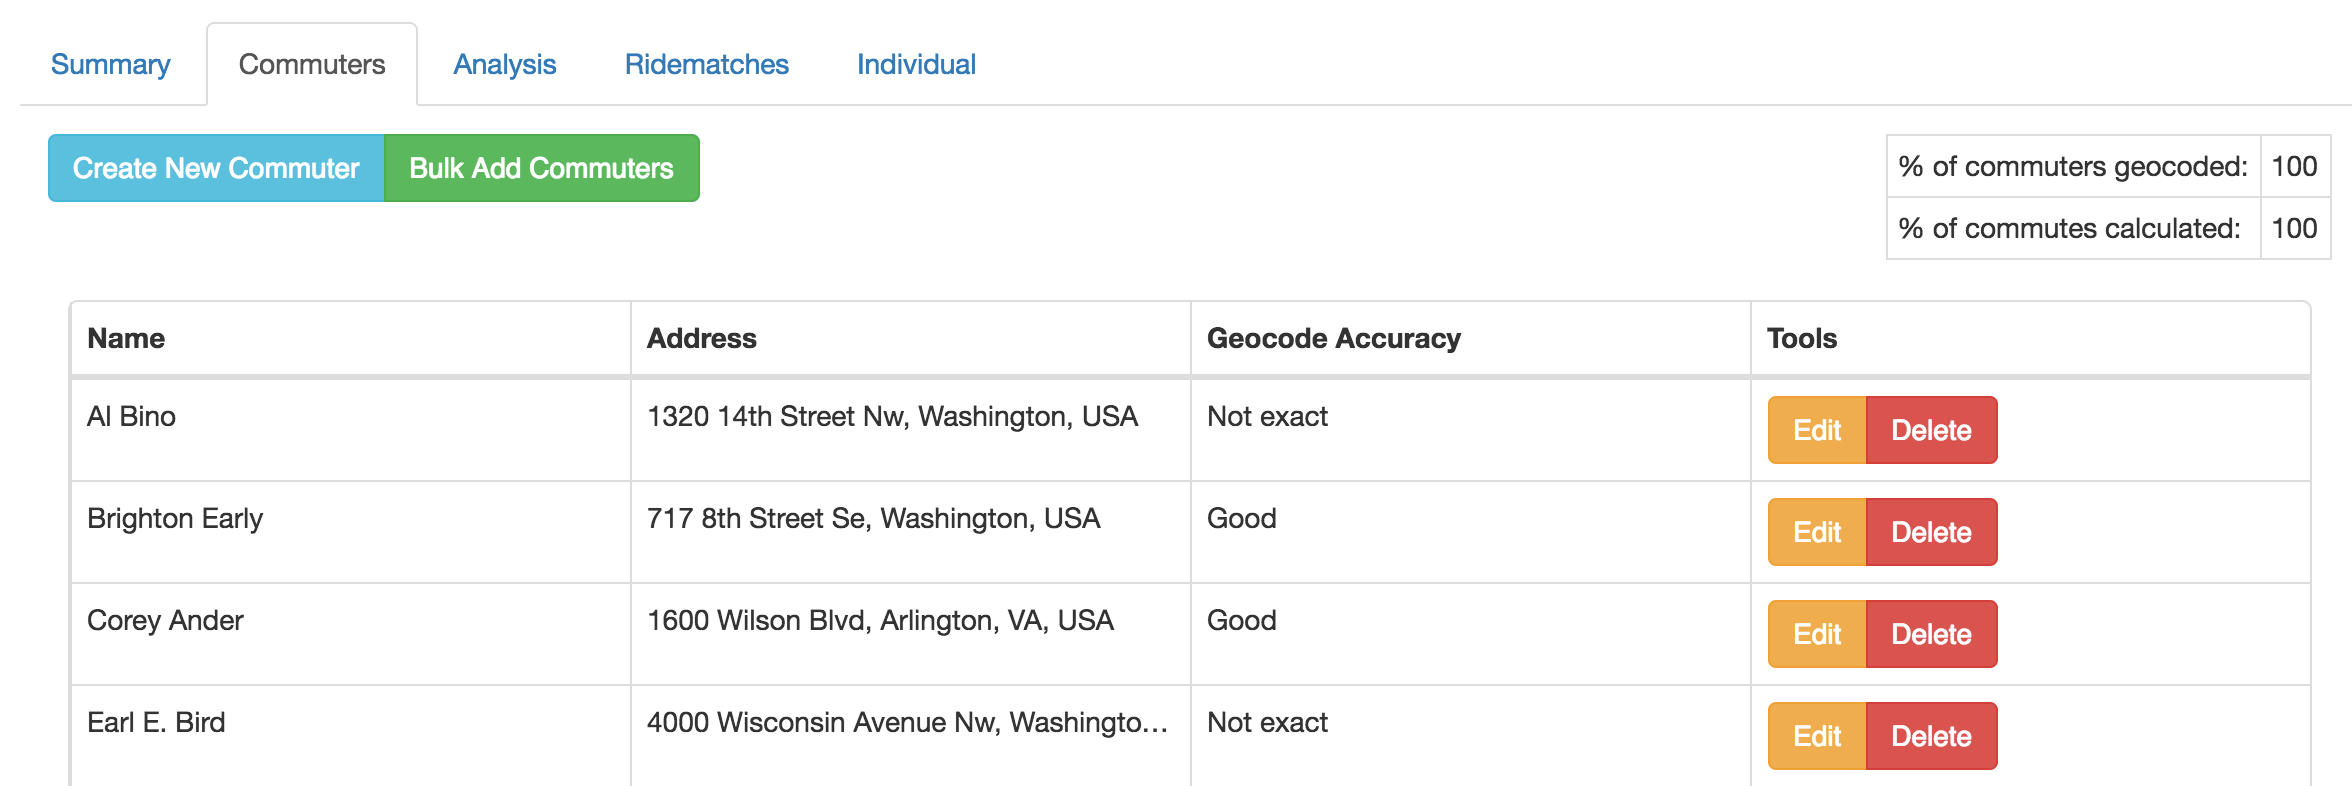 Summary Commuters Analysis Ridematches Individual
Create New Commuter Bulk Add Commuters
% of commuters geocoded: 100
% of commutes calculated: 100
Name Address Geocode Accuracy Tools
Al Bino 1320 14th Street Nw, Washington, USA Not exact Edit Delete
Brighton Early 717 8th Street Se, Washington, USA Good Edit Delete
Corey Ander 1600 Wilson Blvd, Arlington, VA, USA Good Edit Delete
Earl E. Bird 4000 Wisconsin Avenue Nw, Washingto... Not exact Edit Delete